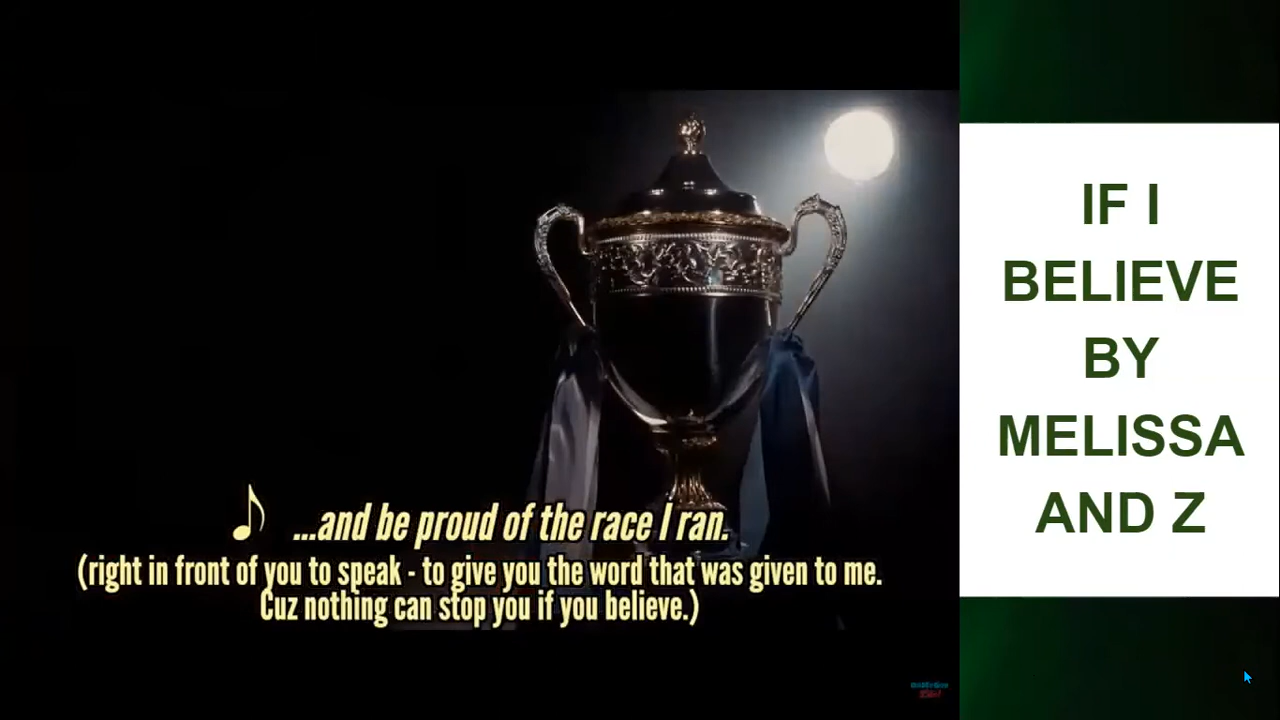 ♪ ...and be proud of the race I ran.
(right in front of you to speak - to give you the word that was given to me.
Cuz nothing can stop you if you believe.)
IF I
BELIEVE
BY
MELISSA
AND Z